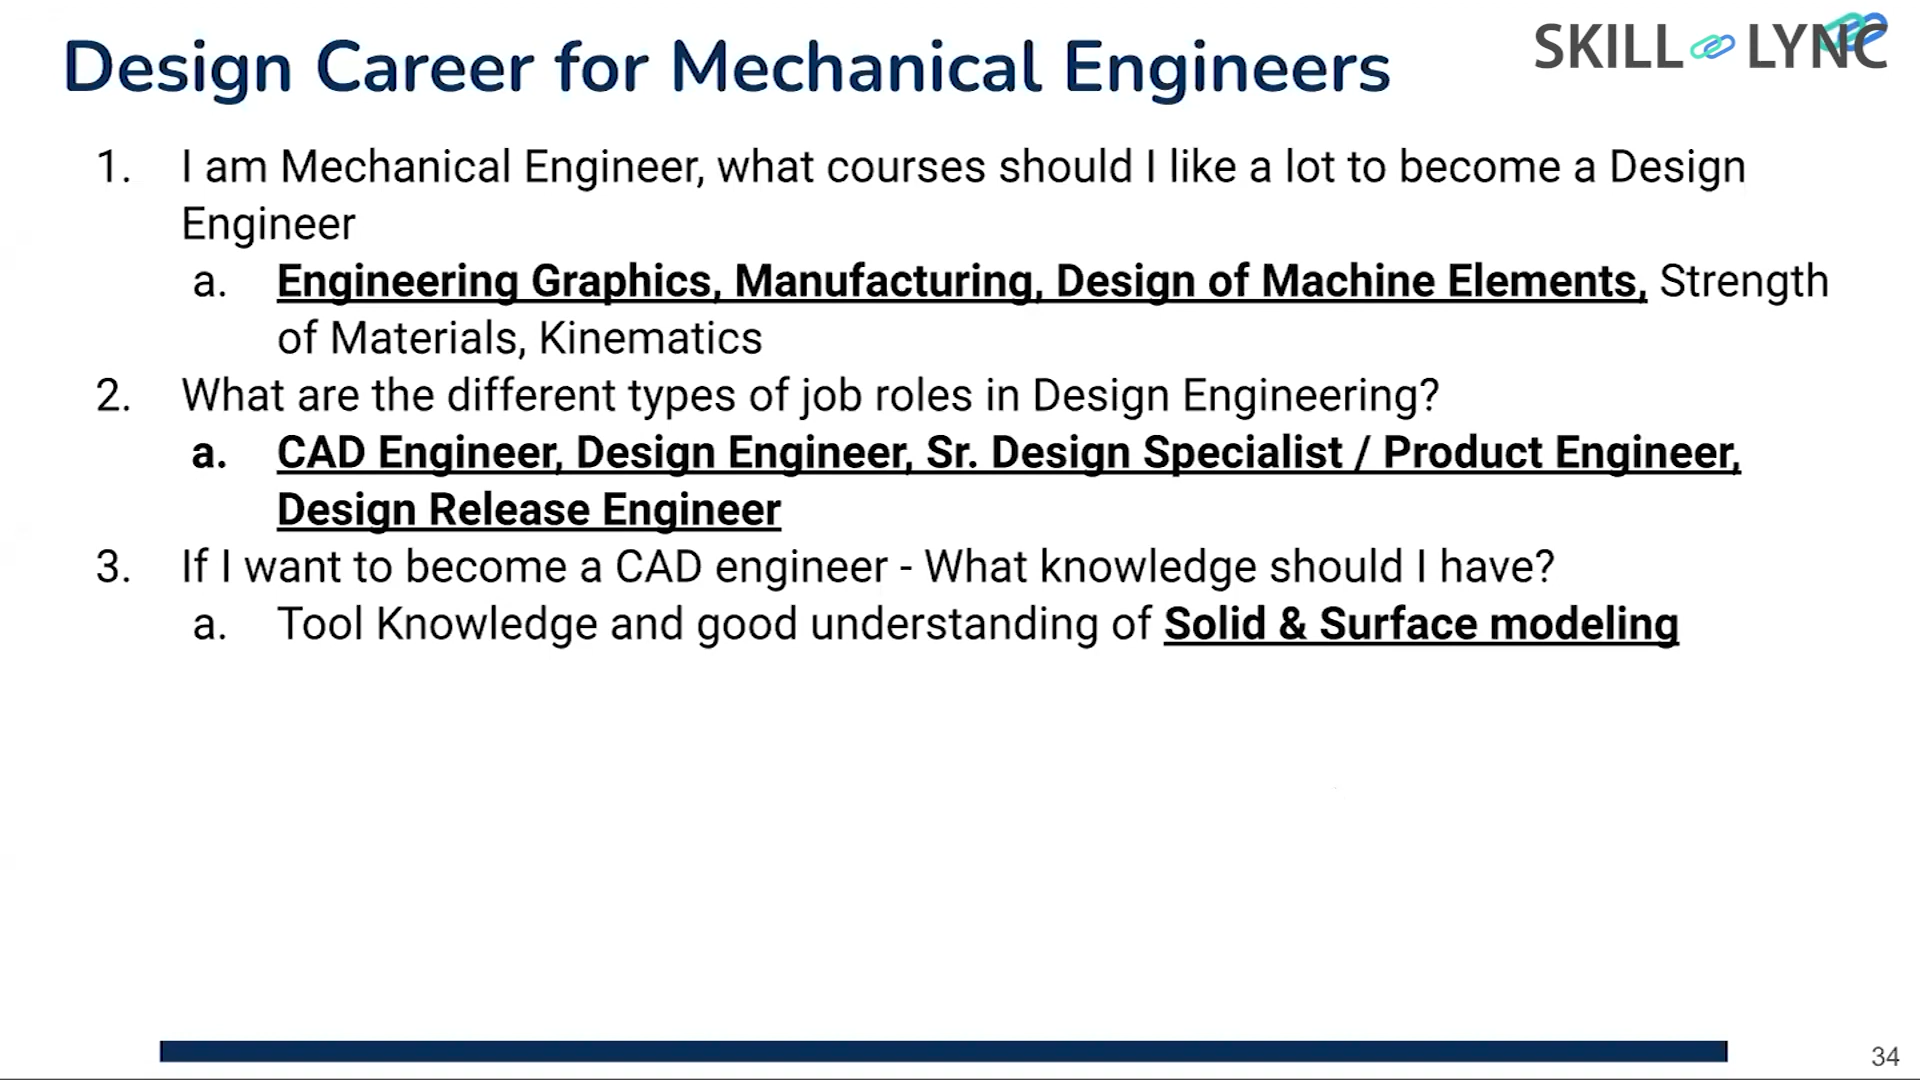 Design Career for Mechanical Engineers
SKILL LYNC
1. I am Mechanical Engineer, what courses should I like a lot to become a Design
Engineer
a. Engineering Graphics, Manufacturing, Design of Machine Elements, Strength
of Materials, Kinematics
2. What are the different types of job roles in Design Engineering?
a. CAD Engineer, Design Engineer, Sr. Design Specialist / Product Engineer,
Design Release Engineer
3. If I want to become a CAD engineer - What knowledge should I have?
a. Tool Knowledge and good understanding of Solid & Surface modeling
34